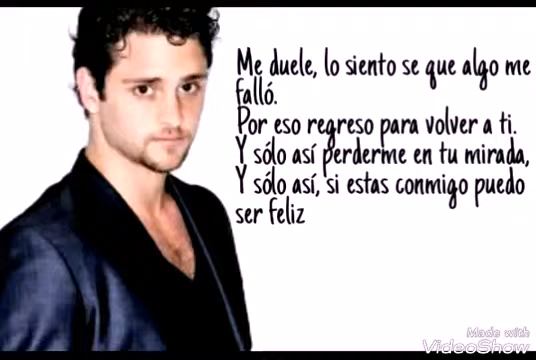 Me duele, lo siento se que algo me
falló.
Por eso regreso para volver a ti.
Y sólo así perderme en tu mirada,
Y sólo así, si estas conmigo puedo
ser feliz
Made with
VideoShow